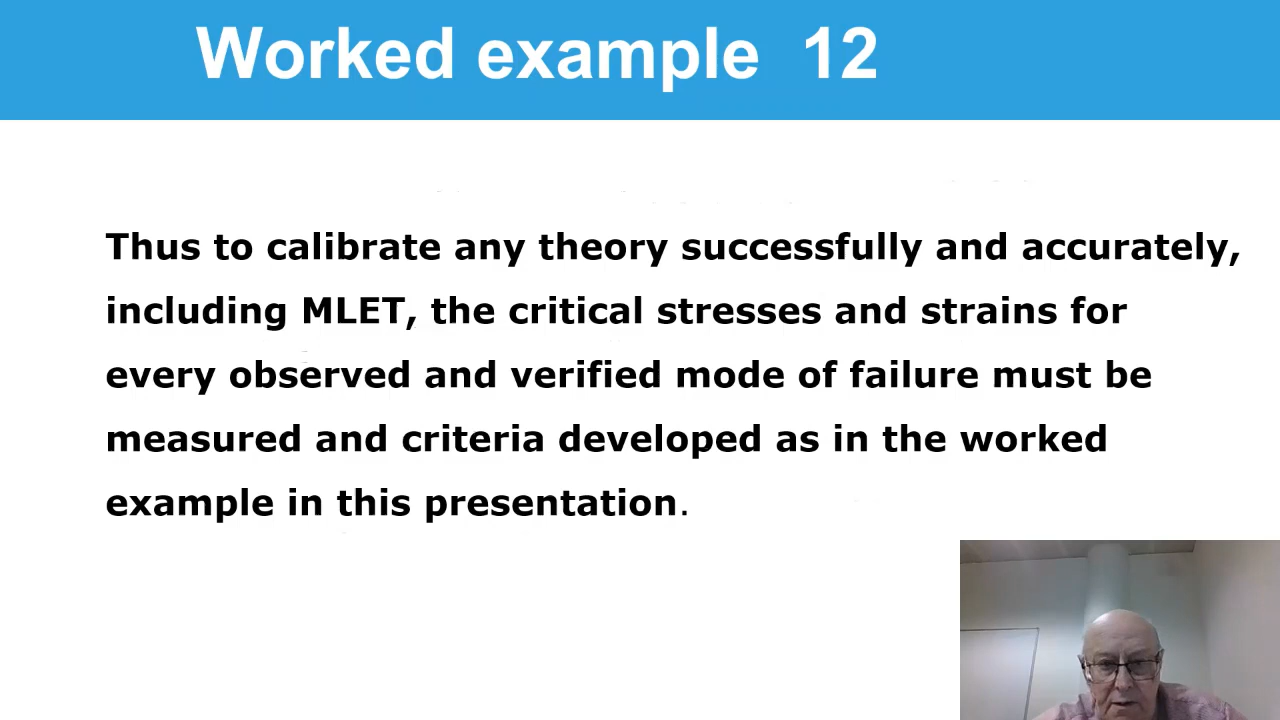 Worked example 12
Thus to calibrate any theory successfully and accurately,
including MLET, the critical stresses and strains for
every observed and verified mode of failure must be
measured and criteria developed as in the worked
example in this presentation.